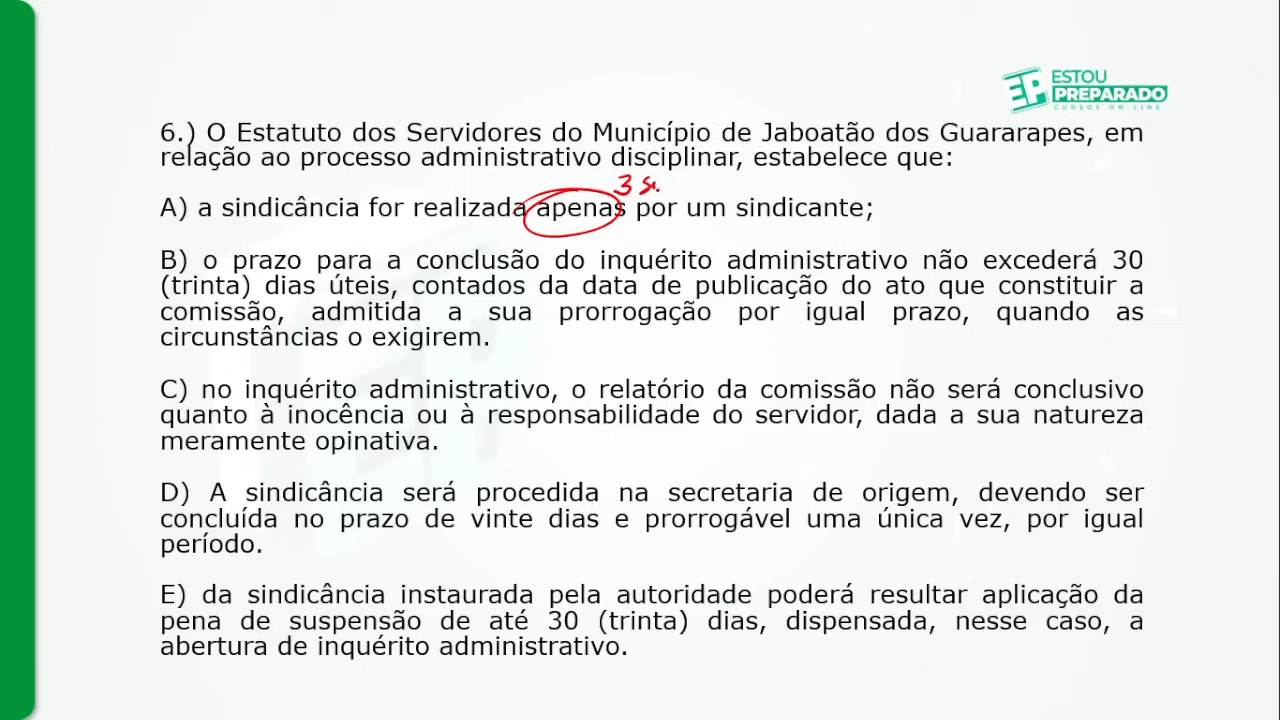 ESTOU
PREPARADO
CURSOS ON-LINE
6.) O Estatuto dos Servidores do Município de Jaboatão dos Guararapes, em
relação ao processo administrativo disciplinar, estabelece que:
3
A) a sindicância for realizada apenas por um sindicante;
B) o prazo para a conclusão do inquérito administrativo não excederá 30
(trinta) dias úteis, contados da data de publicação do ato que constituir a
comissão, admitida a sua prorrogação por igual prazo, quando as
circunstâncias o exigirem.
C) no inquérito administrativo, o relatório da comissão não será conclusivo
quanto à inocência ou à responsabilidade do servidor, dada a sua natureza
meramente opinativa.
D) A sindicância será procedida na secretaria de origem, devendo ser
concluída no prazo de vinte dias e prorrogável uma única vez, por igual
período.
E) da sindicância instaurada pela autoridade poderá resultar aplicação da
pena de suspensão de até 30 (trinta) dias, dispensada, nesse caso, a
abertura de inquérito administrativo.